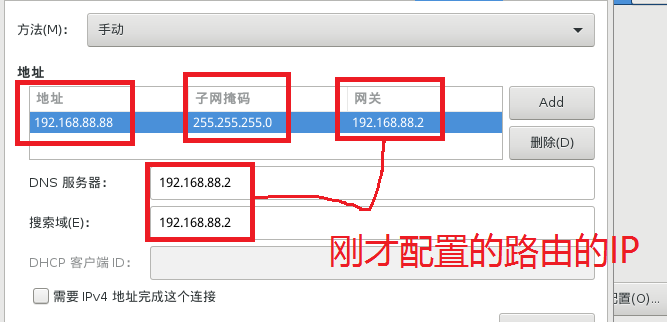 方法(M)： 手动
地址
地址 子网掩码 网关
192.168.88.88 255.255.255.0 192.168.88.2
Add
删除(D)
DNS 服务器： 192.168.88.2
搜索域(E)： 192.168.88.2
刚才配置的路由的IP
DHCP 客户端 ID：
需要 IPv4 地址完成这个连接
配置(O)...